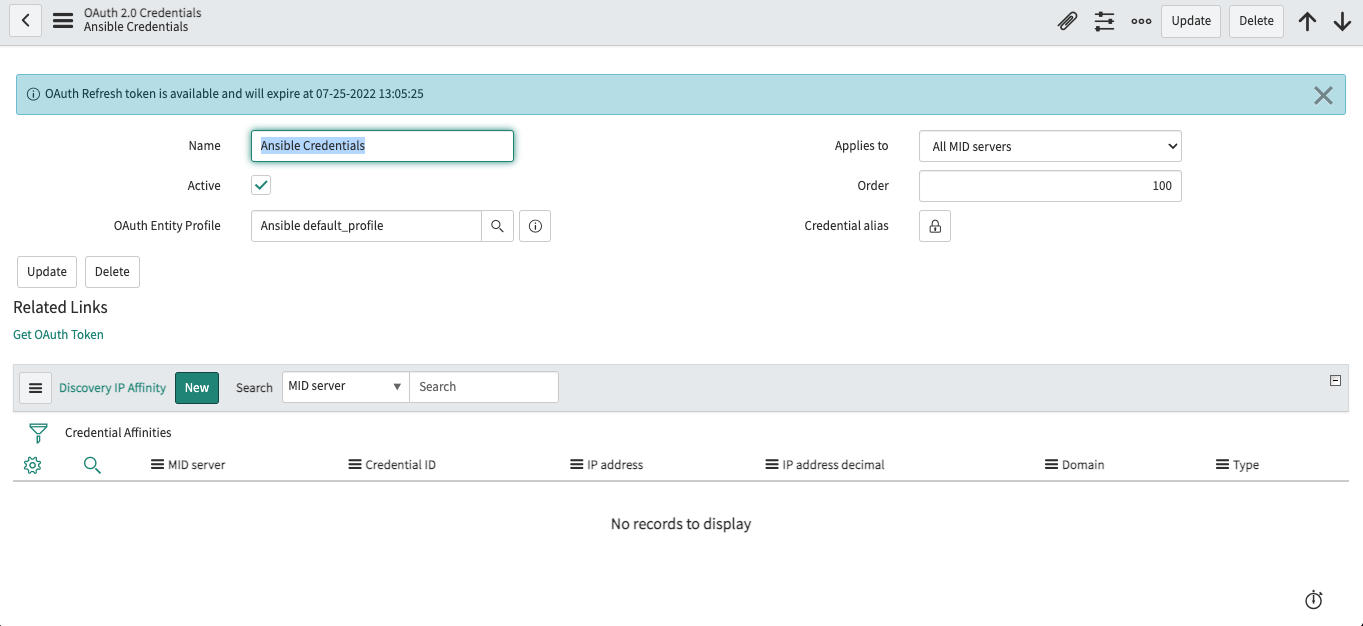 OAuth 2.0 Credentials
Ansible Credentials
Update
Delete
OAuth Refresh token is available and will expire at 07-25-2022 13:05:25
Name
Ansible Credentials
Applies to
All MID servers
Active
Order
100
OAuth Entity Profile
Ansible default_profile
Credential alias
Update
Delete
Related Links
Get OAuth Token
Discovery IP Affinity
New
Search
MID server
Search
Credential Affinities
MID server
Credential ID
IP address
IP address decimal
Domain
Type
No records to display